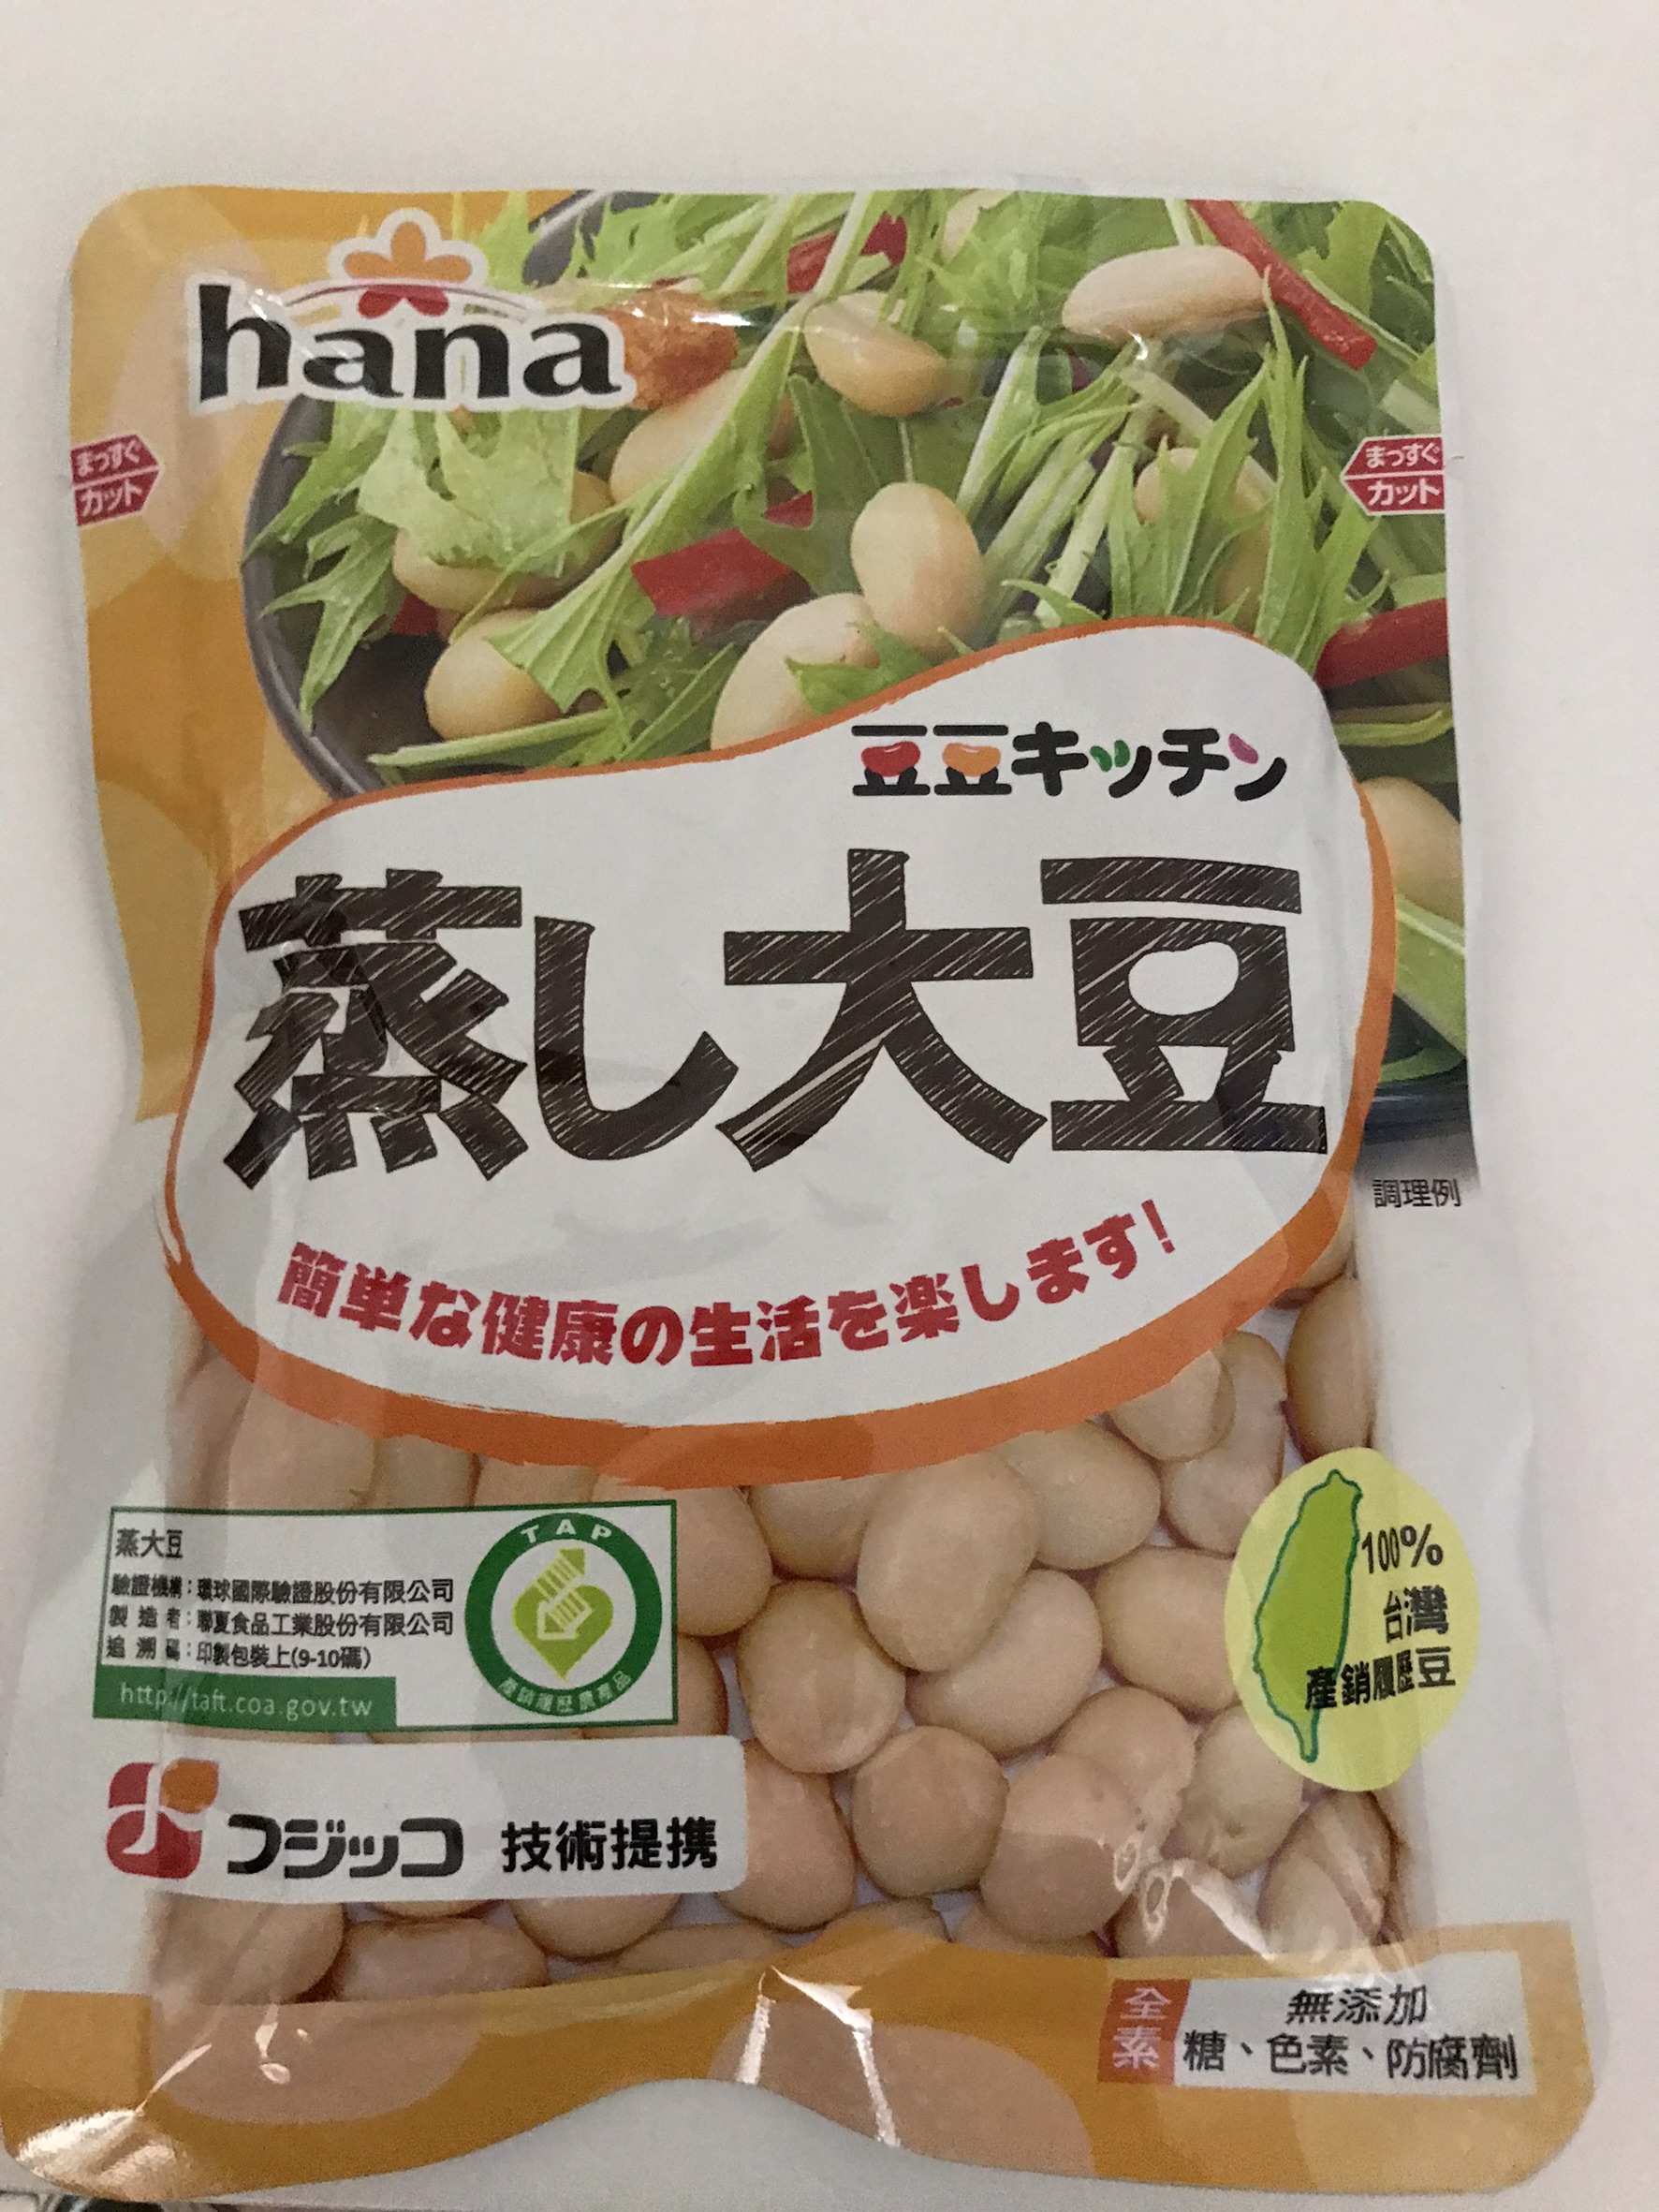 hana
まっすぐ
カット
まっすぐ
カット
豆豆キッチン
蒸し大豆
調理例
簡単な健康の生活を楽します!
蒸大豆
驗證機構:環球國際驗證股份有限公司
製造者:聯夏食品工業股份有限公司
追溯碼:印製包裝上(9-10碼)
http://taft.coa.gov.tw
TAP
產銷履歷農產品
100%
台灣
產銷履歷豆
フジッコ 技術提携
全素
無添加
糖、色素、防腐劑